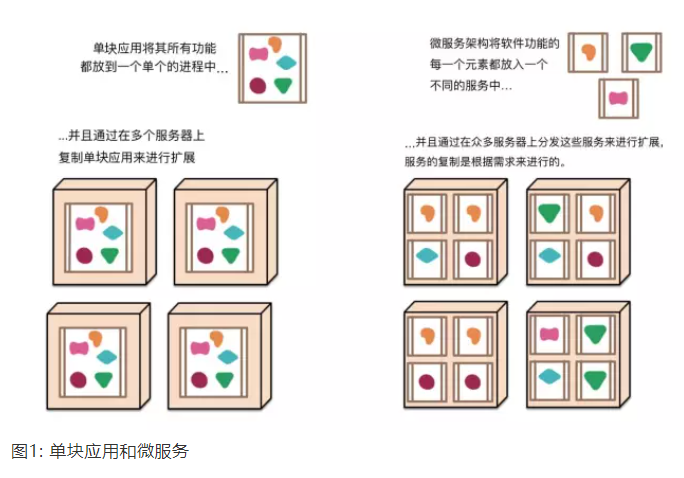 单块应用将其所有功能
都放到一个单个的进程中...
...并且通过在多个服务器上
复制单块应用来进行扩展
微服务架构将软件功能的
每一个元素都放入一个
不同的服务中...
...并且通过在众多服务器上分发这些服务来进行扩展,
服务的复制是根据需求来进行的。
图1: 单块应用和微服务